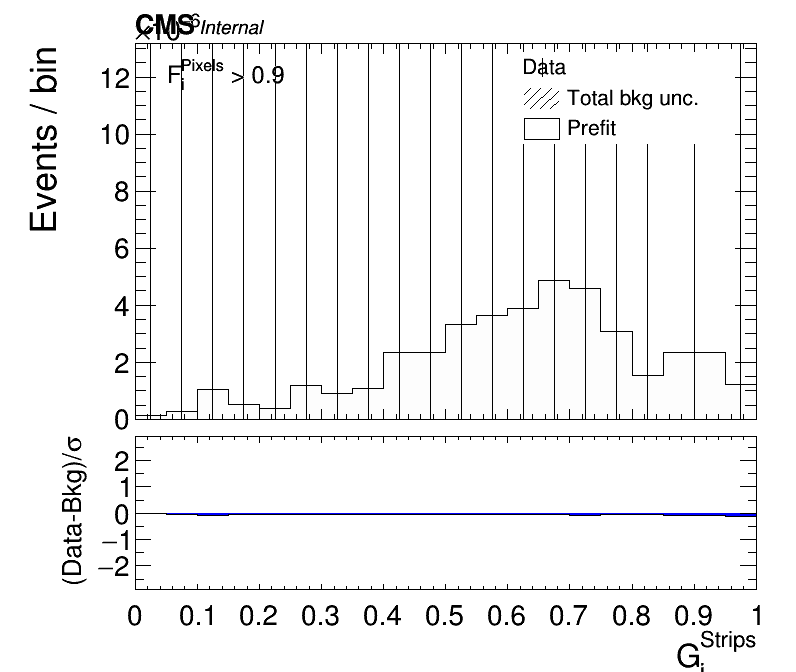 CMS Internal
×10⁻⁶
Events / bin
F_i^Pixels > 0.9
Data
Total bkg unc.
Prefit
12
10
8
6
4
2
0
(Data-Bkg)/σ
2
1
0
−1
−2
0 0.1 0.2 0.3 0.4 0.5 0.6 0.7 0.8 0.9 1
G_i^Strips